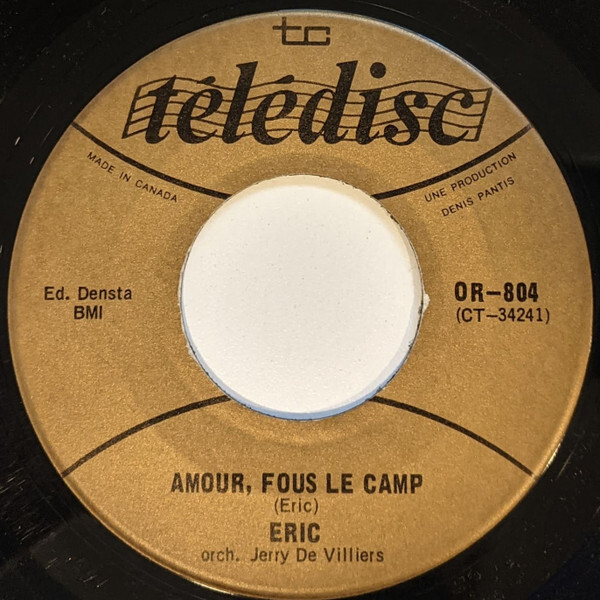 tc
télédisc
MADE IN CANADA
UNE PRODUCTION
DENIS PANTIS
Ed. Densta
BMI
OR-804
(CT-34241)
AMOUR, FOUS LE CAMP
(Eric)
ERIC
orch. Jerry De Villiers